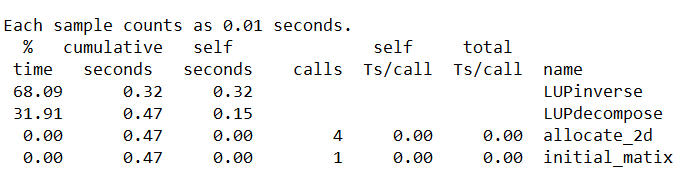 Each sample counts as 0.01 seconds.
  %   cumulative   self              self     total
 time   seconds   seconds    calls  Ts/call  Ts/call  name
 68.09      0.32     0.32                             LUPinverse
 31.91      0.47     0.15                             LUPdecompose
  0.00      0.47     0.00        4     0.00     0.00  allocate_2d
  0.00      0.47     0.00        1     0.00     0.00  initial_matix